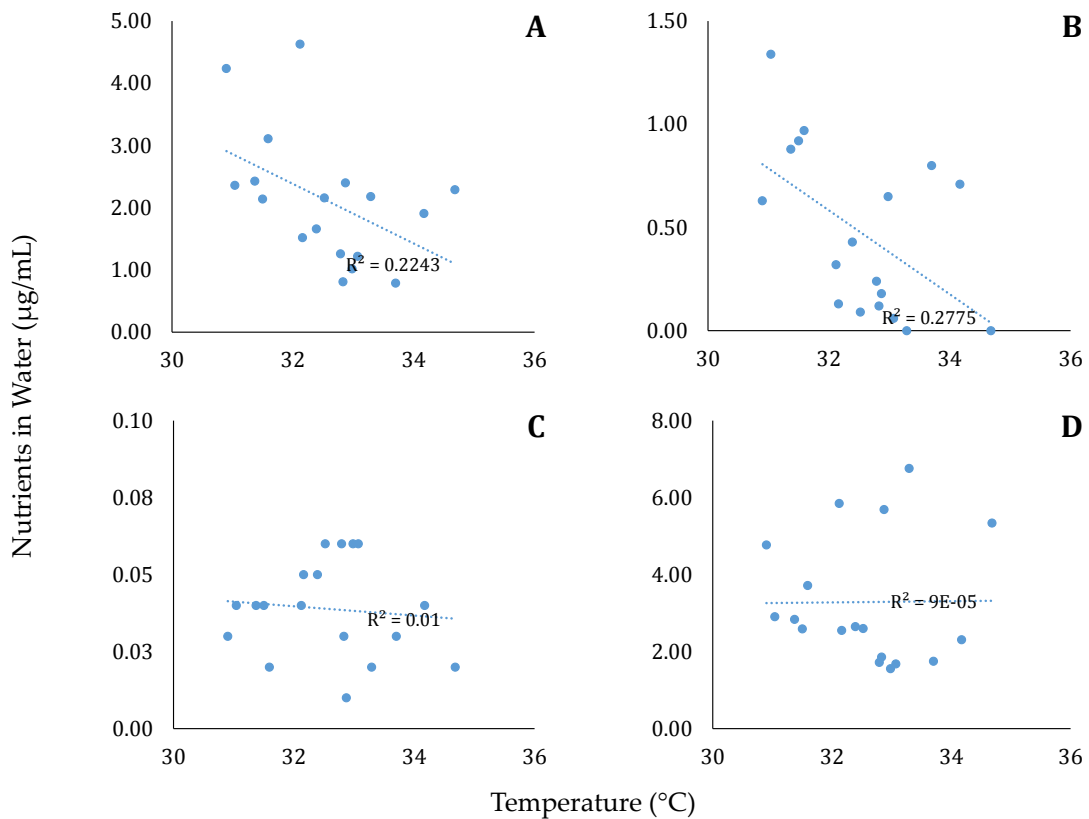 Nutrients in Water (µg/mL)
A
5.00
4.00
3.00
2.00
1.00
0.00
R² = 0.2243
30 32 34 36
B
1.50
1.00
0.50
0.00
R² = 0.2775
30 32 34 36
C
0.10
0.08
0.05
0.03
0.00
R² = 0.01
30 32 34 36
D
8.00
6.00
4.00
2.00
0.00
R² = 9E-05
30 32 34 36
Temperature (°C)